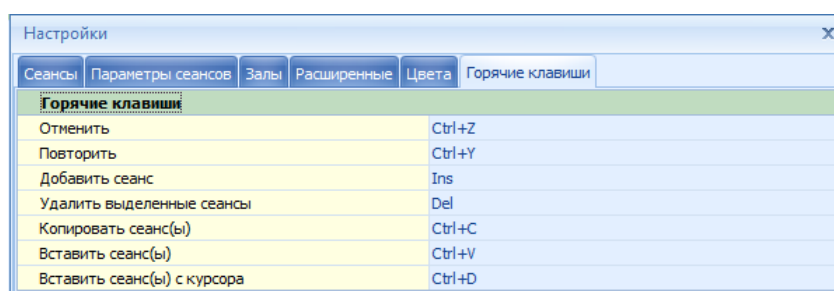 Настройки x
Сеансы Параметры сеансов Залы Расширенные Цвета Горячие клавиши
Горячие клавиши
Отменить Ctrl+Z
Повторить Ctrl+Y
Добавить сеанс Ins
Удалить выделенные сеансы Del
Копировать сеанс(ы) Ctrl+C
Вставить сеанс(ы) Ctrl+V
Вставить сеанс(ы) с курсора Ctrl+D